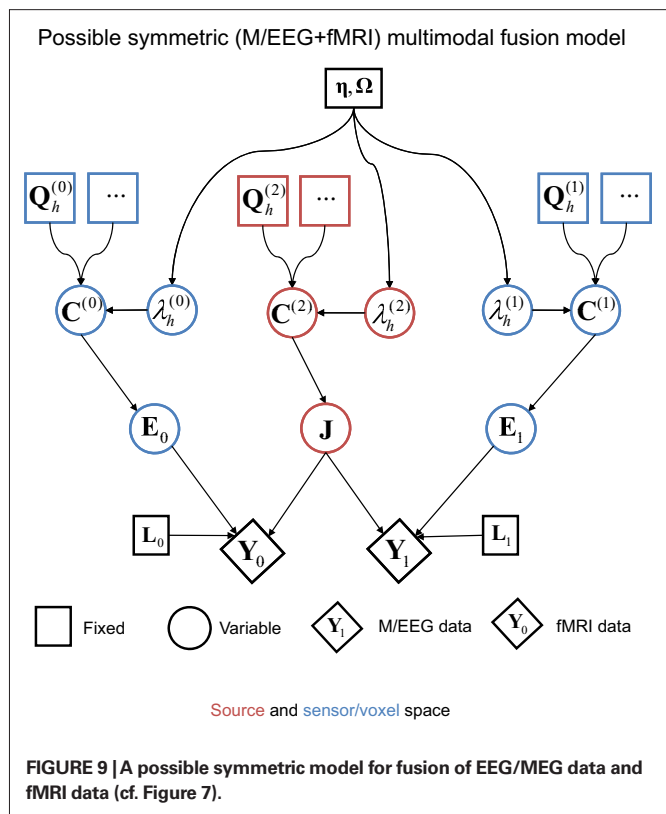 Possible symmetric (M/EEG+fMRI) multimodal fusion model
η, Ω
Q_h^(0) ... Q_h^(2) ... Q_h^(1) ...
C^(0) λ_h^(0) C^(2) λ_h^(2) λ_h^(1) C^(1)
E_0 J E_1
L_0 Y_0 Y_1 L_1
Fixed Variable Y_1 M/EEG data Y_0 fMRI data
Source and sensor/voxel space
FIGURE 9 | A possible symmetric model for fusion of EEG/MEG data and
fMRI data (cf. Figure 7).